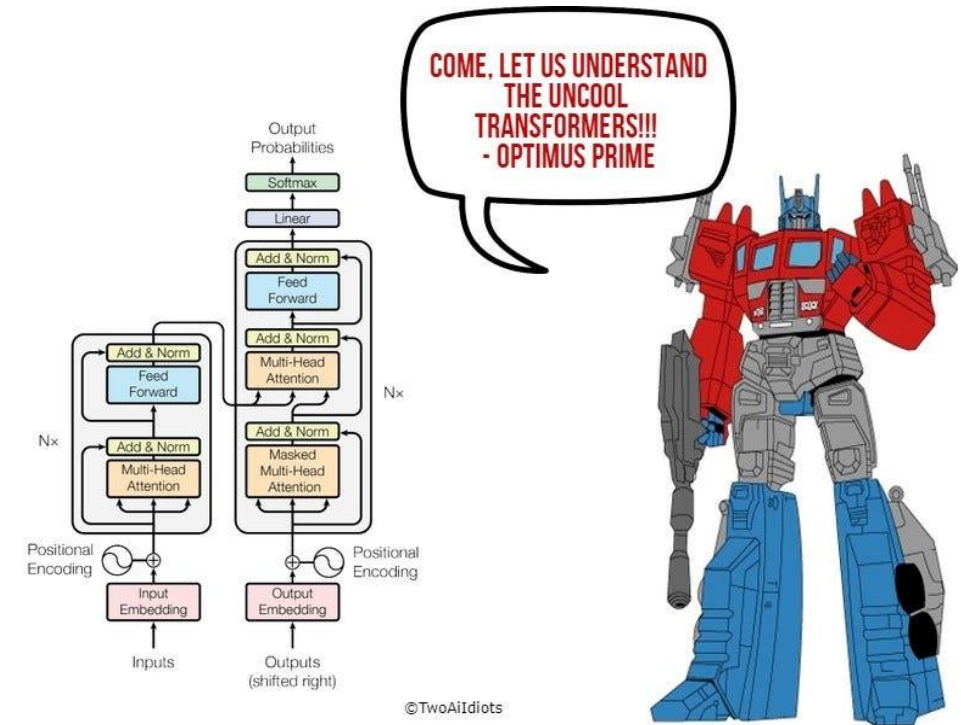 COME, LET US UNDERSTAND
THE UNCOOL
TRANSFORMERS!!!
- OPTIMUS PRIME
Output
Probabilities
Softmax
Linear
Add & Norm
Feed
Forward
Add & Norm
Multi-Head
Attention
Nx
Add & Norm
Masked
Multi-Head
Attention
Positional
Encoding
Output
Embedding
Outputs
(shifted right)
Add & Norm
Feed
Forward
Nx
Add & Norm
Multi-Head
Attention
Positional
Encoding
Input
Embedding
Inputs
©TwoAiIdiots